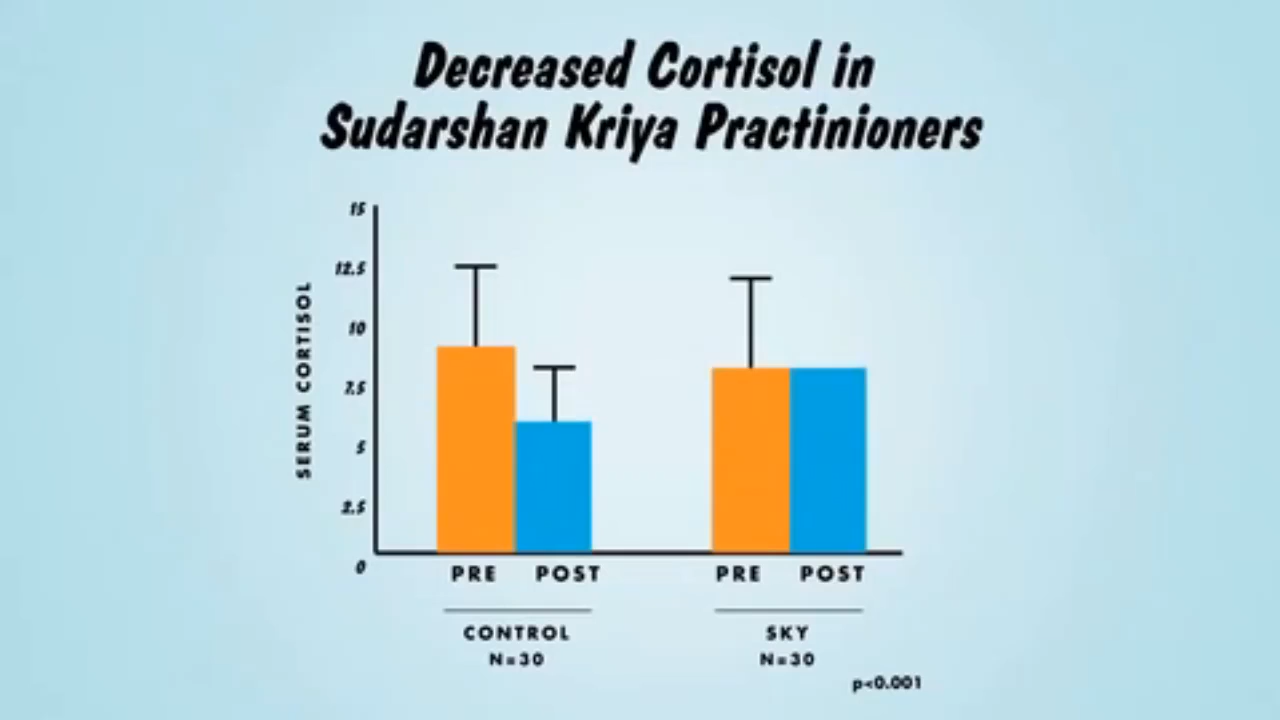 Decreased Cortisol in
Sudarshan Kriya Practinioners
15
12.5
10
7.5
5
2.5
0
SERUM CORTISOL
PRE POST PRE POST
CONTROL SKY
N=30 N=30
p<0.001